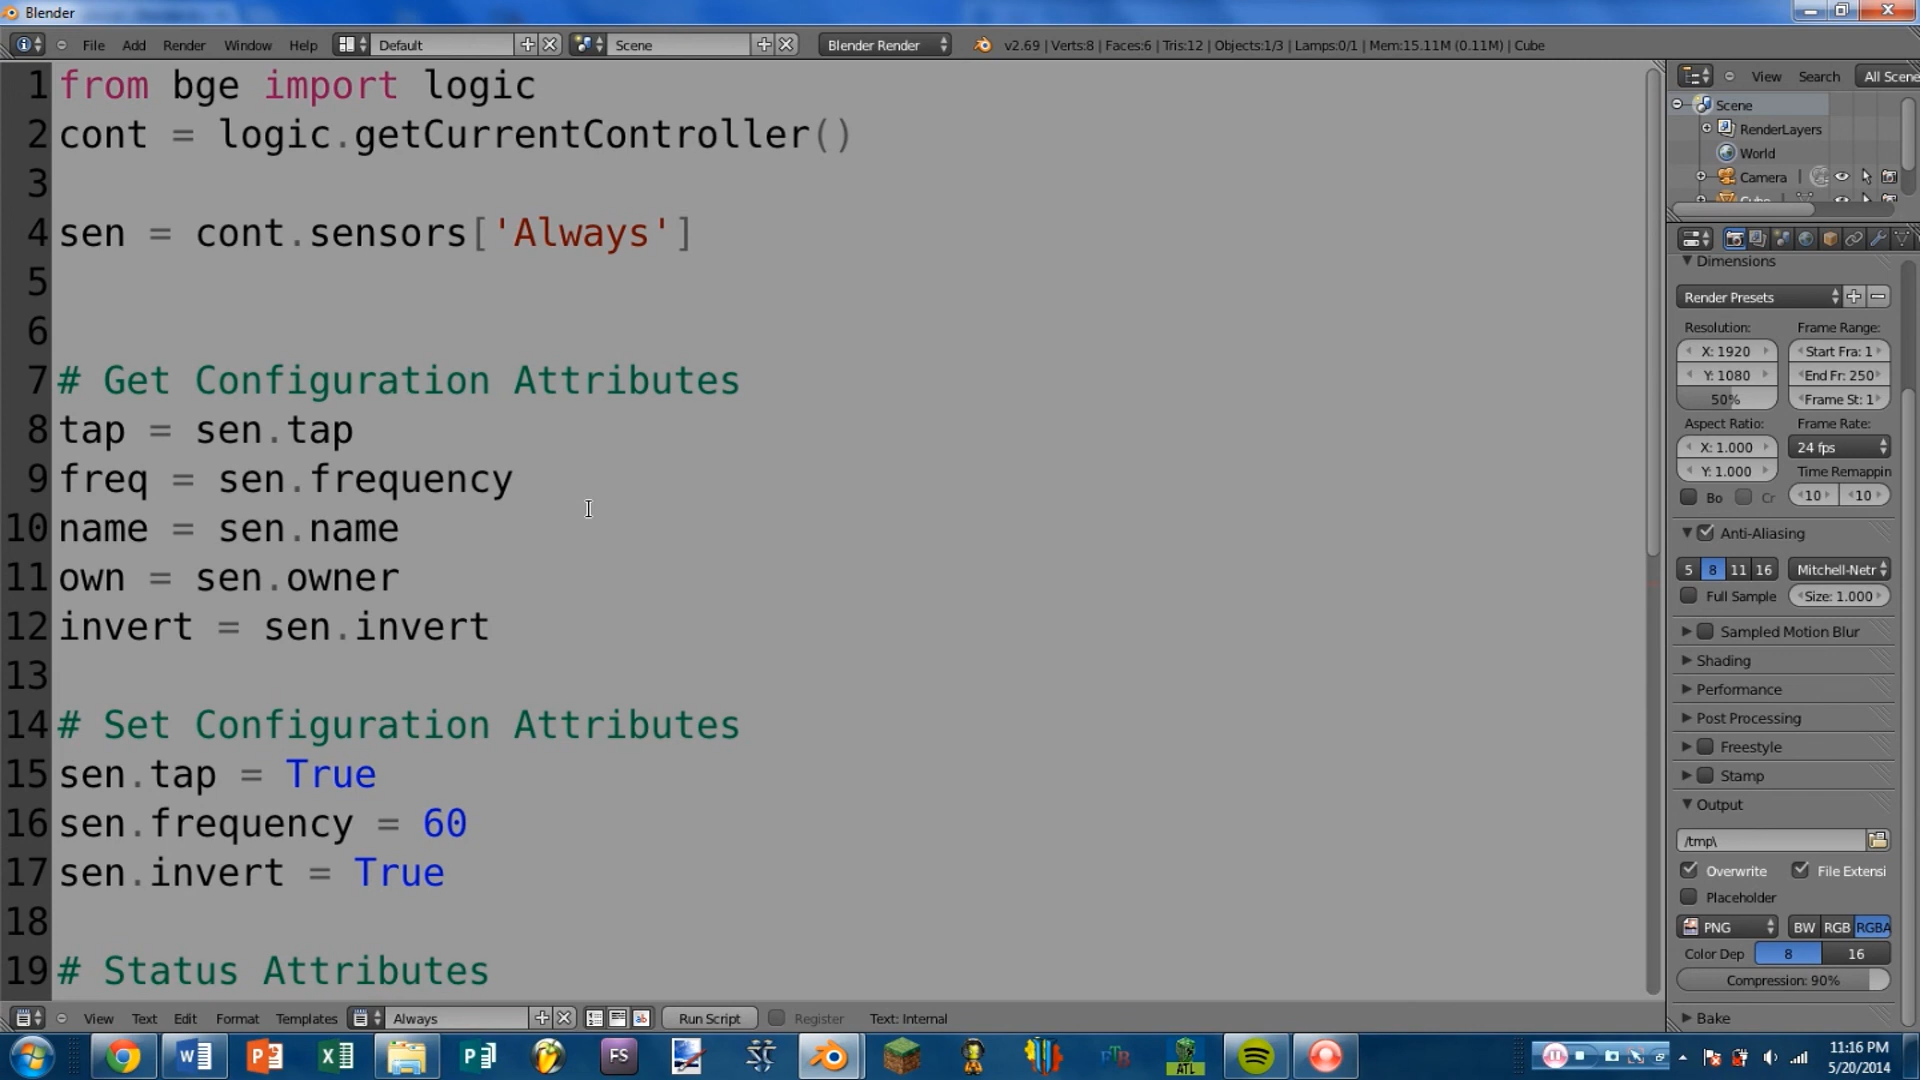 Blender
File Add Render Window Help Default Scene Blender Render v2.69 | Verts:8 | Faces:6 | Tris:12 | Objects:1/3 | Lamps:0/1 | Mem:15.11M (0.11M) | Cube
1 from bge import logic
2 cont = logic.getCurrentController()
3
4 sen = cont.sensors['Always']
5
6
7 # Get Configuration Attributes
8 tap = sen.tap
9 freq = sen.frequency
10 name = sen.name
11 own = sen.owner
12 invert = sen.invert
13
14 # Set Configuration Attributes
15 sen.tap = True
16 sen.frequency = 60
17 sen.invert = True
18
19 # Status Attributes
View Text Edit Format Templates Always Run Script Register Text: Internal
View Search All Scene
Scene
RenderLayers
World
Camera
Dimensions
Render Presets
Resolution: Frame Range:
X: 1920 Start Fra: 1
Y: 1080 End Fr: 250
50% Frame St: 1
Aspect Ratio: Frame Rate:
X: 1.000 24 fps
Y: 1.000 Time Remappin
Bo Cr 10 10
Anti-Aliasing
5 8 11 16 Mitchell-Netr
Full Sample Size: 1.000
Sampled Motion Blur
Shading
Performance
Post Processing
Freestyle
Stamp
Output
/tmp\
Overwrite File Extensi
Placeholder
PNG BW RGB RGBA
Color Dep 8 16
Compression: 90%
Bake
FS ATL
11:16 PM
5/20/2014